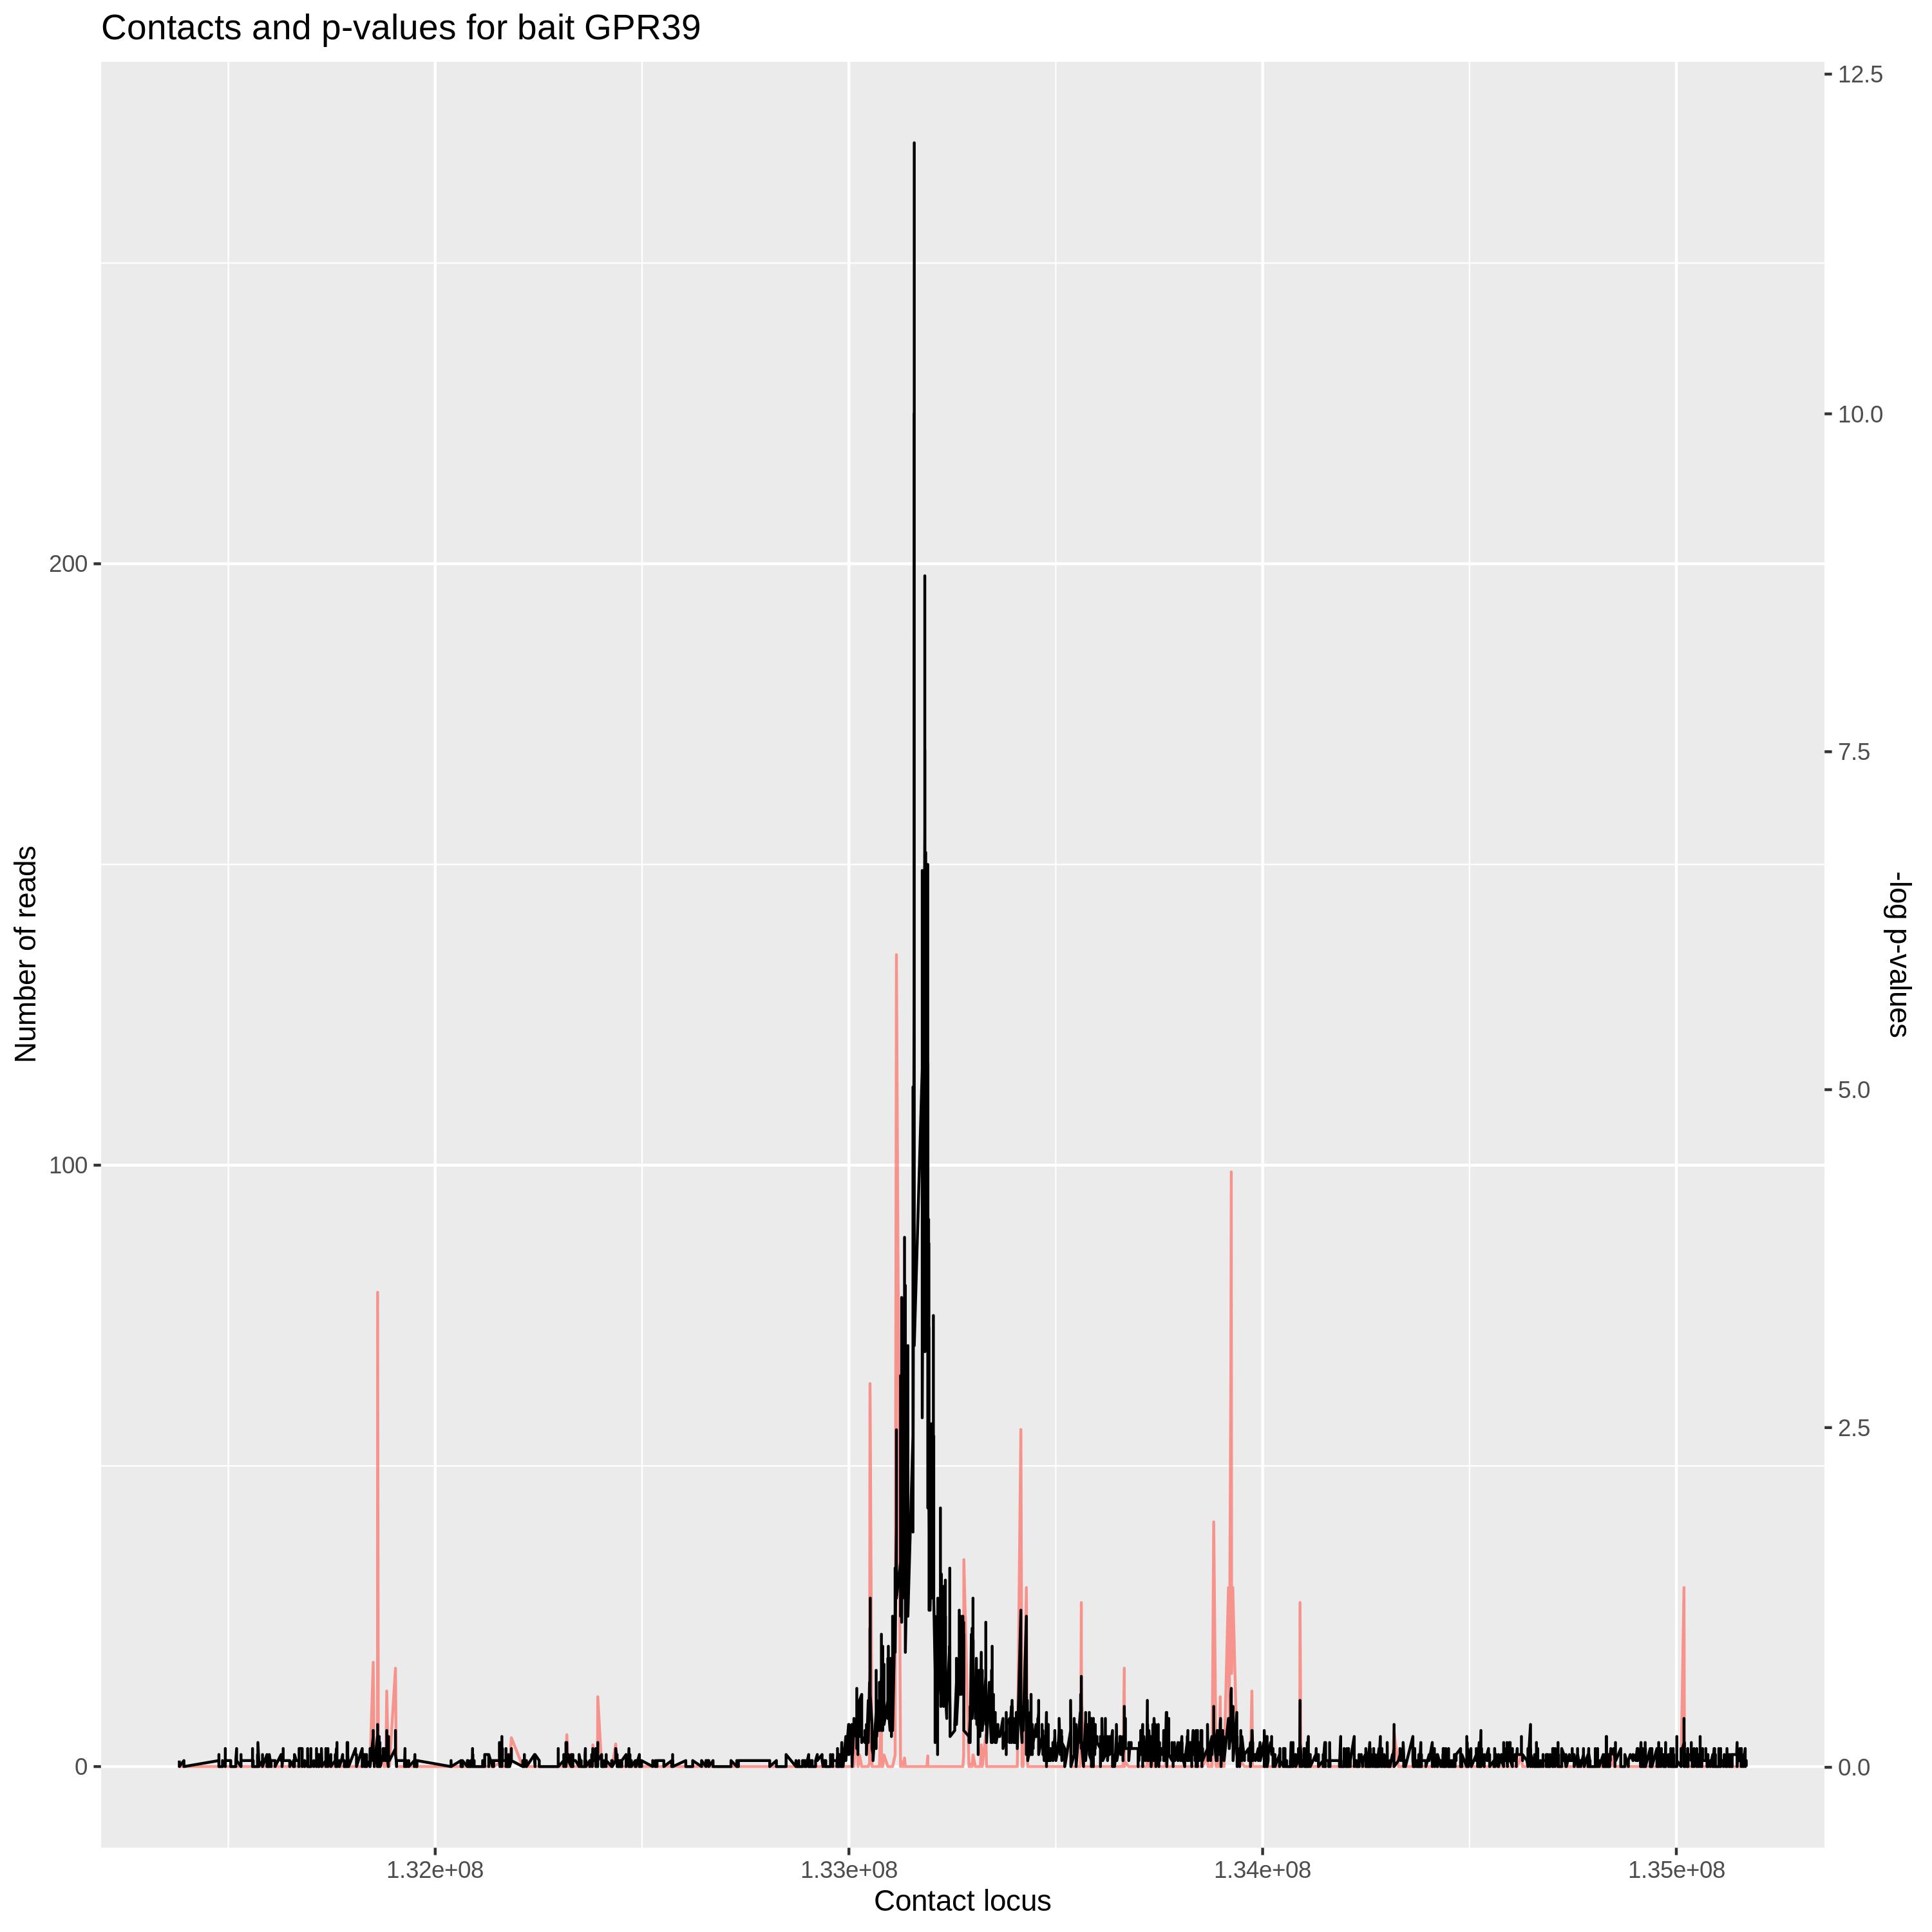 Contacts and p-values for bait GPR39
12.5
10.0
200
7.5
Number of reads
-log p-values
5.0
100
2.5
0
0.0
1.32e+08
1.33e+08
1.34e+08
1.35e+08
Contact locus